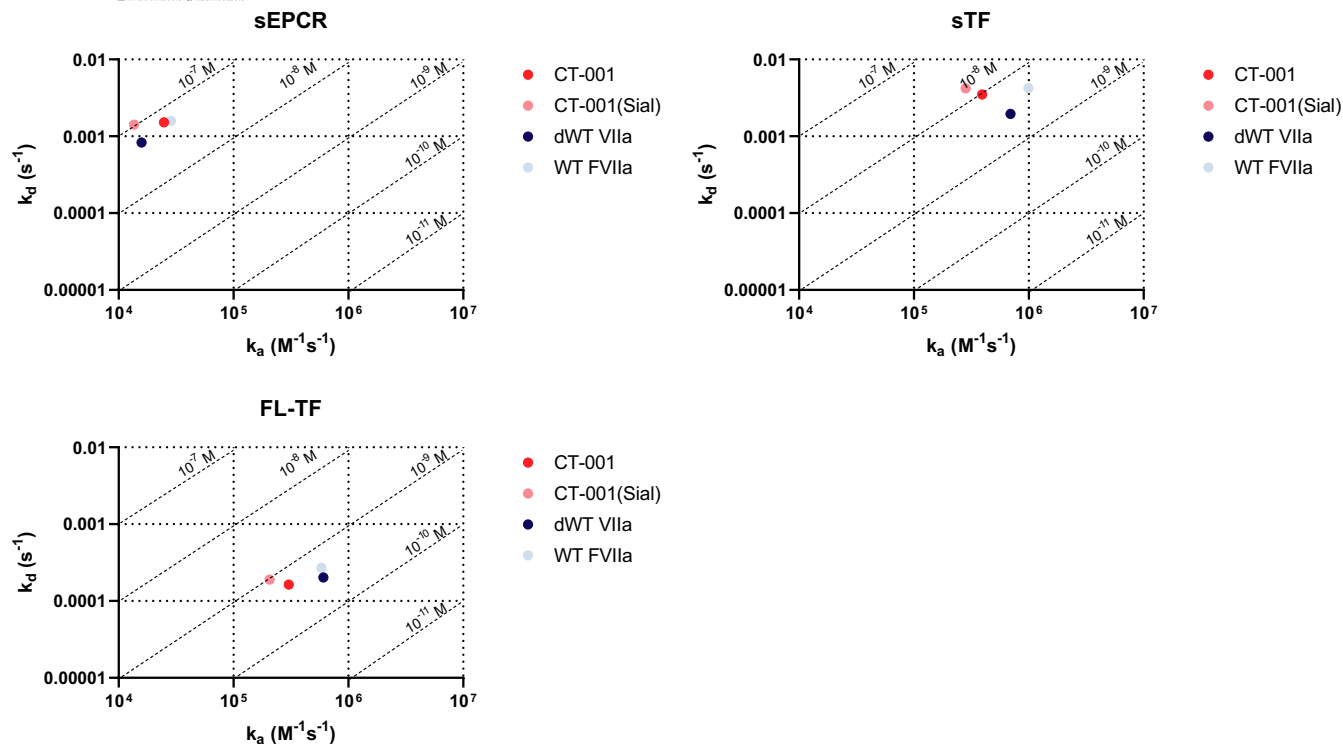 sEPCR
0.01
0.001
0.0001
0.00001
k_d (s⁻¹)
10⁻⁷ M
10⁻⁸ M
10⁻⁹ M
10⁻¹⁰ M
10⁻¹¹ M
10⁴ 10⁵ 10⁶ 10⁷
kₐ (M⁻¹s⁻¹)
CT-001
CT-001(Sial)
dWT VIIa
WT FVIIa
sTF
0.01
0.001
0.0001
0.00001
k_d (s⁻¹)
10⁻⁷ M
10⁻⁸ M
10⁻⁹ M
10⁻¹⁰ M
10⁻¹¹ M
10⁴ 10⁵ 10⁶ 10⁷
kₐ (M⁻¹s⁻¹)
CT-001
CT-001(Sial)
dWT VIIa
WT FVIIa
FL-TF
0.01
0.001
0.0001
0.00001
k_d (s⁻¹)
10⁻⁷ M
10⁻⁸ M
10⁻⁹ M
10⁻¹⁰ M
10⁻¹¹ M
10⁴ 10⁵ 10⁶ 10⁷
kₐ (M⁻¹s⁻¹)
CT-001
CT-001(Sial)
dWT VIIa
WT FVIIa